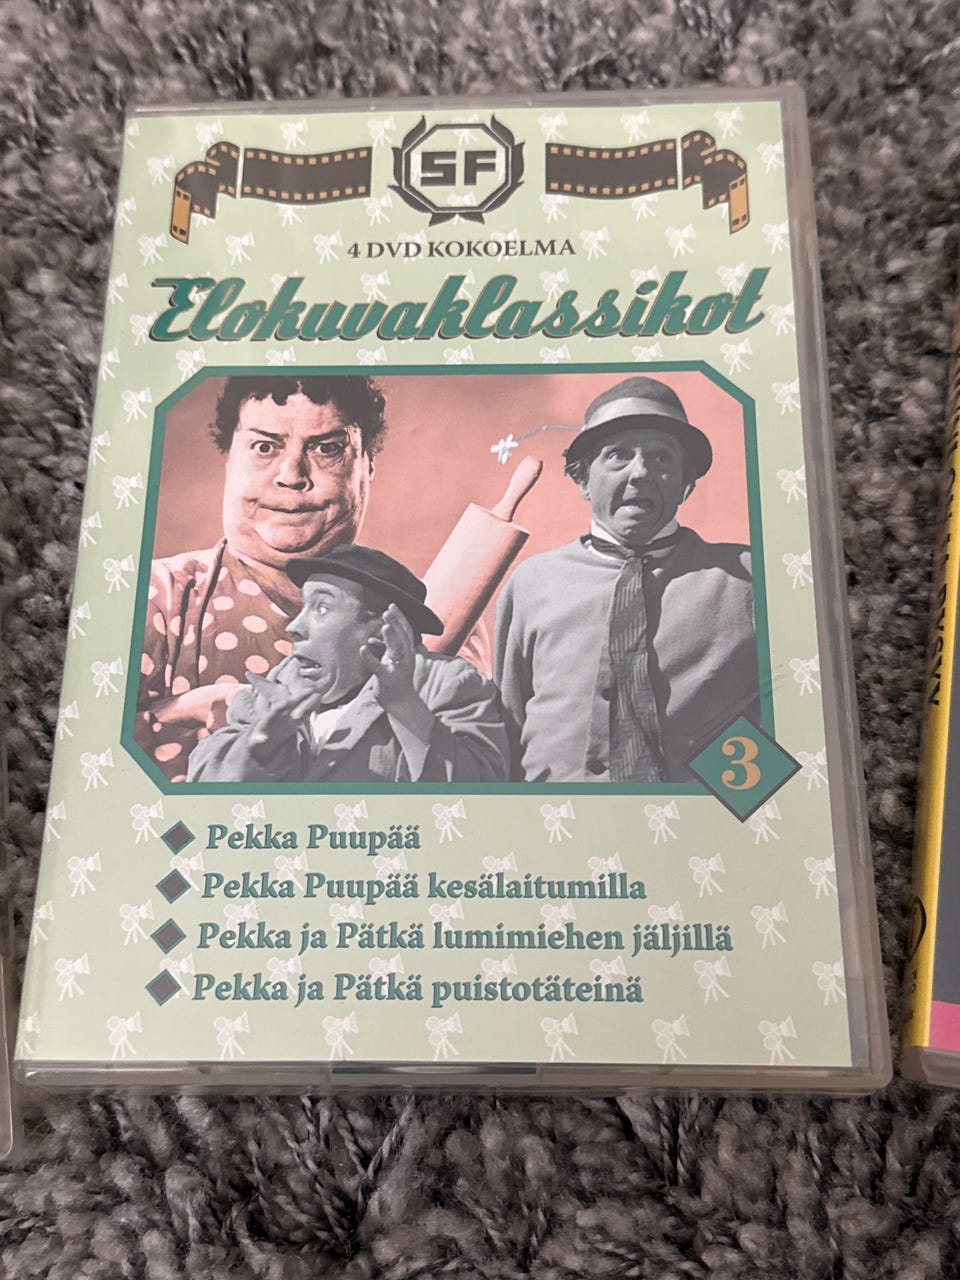 SF
4 DVD KOKOELMA
Elokuvaklassikot
3
Pekka Puupää
Pekka Puupää kesälaitumilla
Pekka ja Pätkä lumimiehen jäljillä
Pekka ja Pätkä puistotäteinä